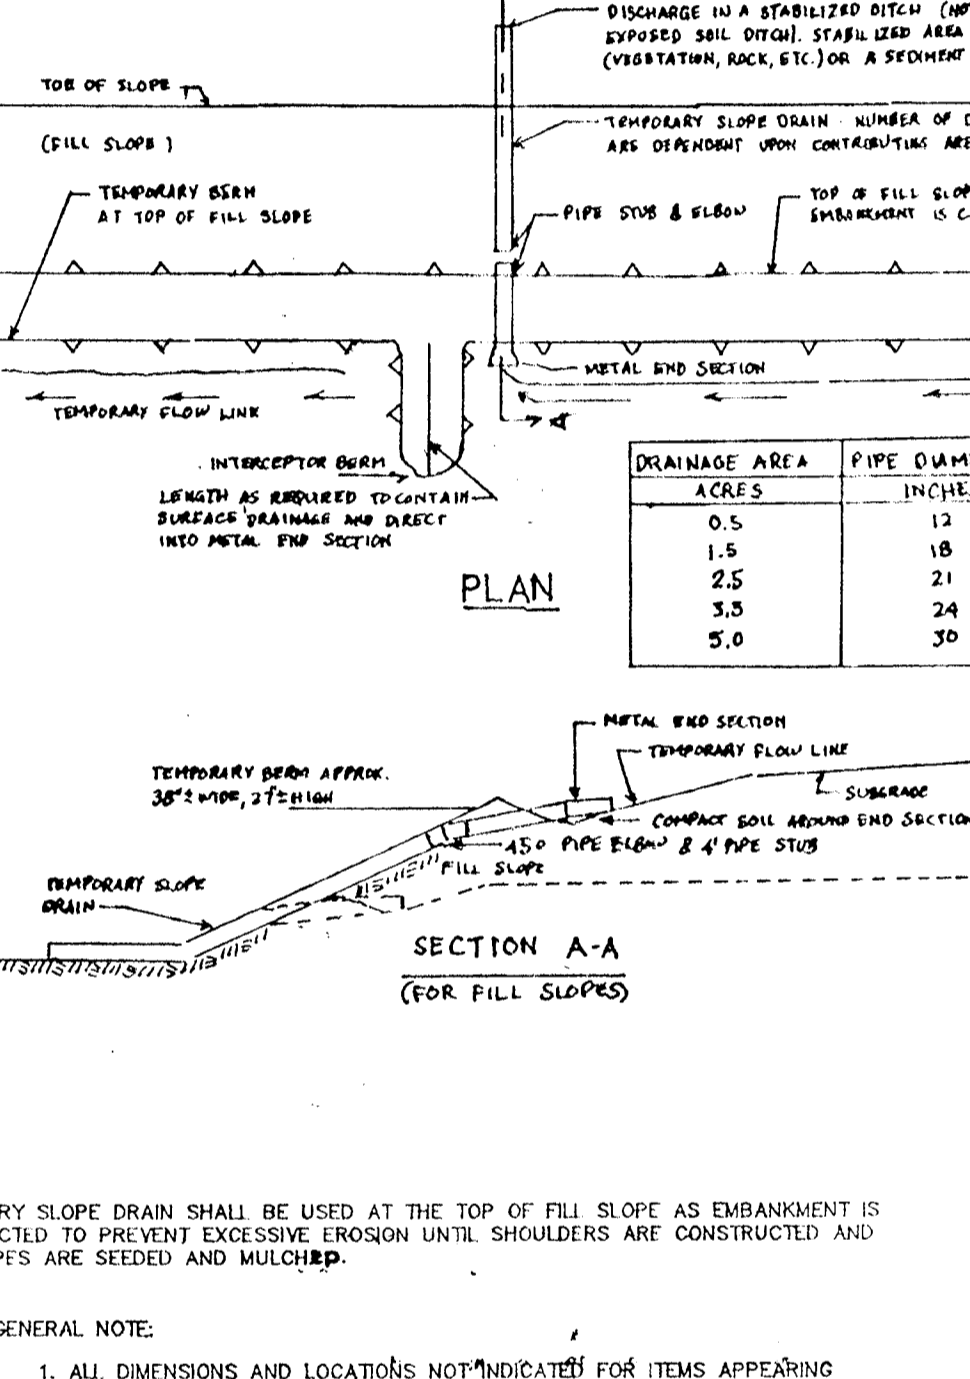 DISCHARGE IN A STABILIZED DITCH (NO
EXPOSED SOIL DITCH). STABILIZED AREA
(VEGETATION, ROCK, ETC.) OR A SEDIMENT
TOE OF SLOPE
(FILL SLOPE)
TEMPORARY SLOPE DRAIN - NUMBER OF D
ARE DEPENDENT UPON CONTRIBUTING ARE
TEMPORARY BERM
AT TOP OF FILL SLOPE
PIPE STUB & ELBOW
TOP OF FILL SLOP
EMBANKMENT IS C
METAL END SECTION
TEMPORARY FLOW LINK
A
INTERCEPTOR BERM
LENGTH AS REQUIRED TO CONTAIN
SURFACE DRAINAGE AND DIRECT
INTO METAL END SECTION
PLAN
DRAINAGE AREA PIPE DIAM
ACRES INCHE
0.5 12
1.5 18
2.5 21
3.5 24
5.0 30
METAL END SECTION
TEMPORARY FLOW LINE
TEMPORARY BERM APPROX.
WIDE, HIGH
SUBGRADE
COMPACT SOIL AROUND END SECTION
45° PIPE ELBOW & 4' PIPE STUB
FILL SLOPE
TEMPORARY SLOPE
DRAIN
SECTION A-A
(FOR FILL SLOPES)
RY SLOPE DRAIN SHALL BE USED AT THE TOP OF FILL SLOPE AS EMBANKMENT IS
CTED TO PREVENT EXCESSIVE EROSION UNTIL SHOULDERS ARE CONSTRUCTED AND
PES ARE SEEDED AND MULCHED.
GENERAL NOTE:
1. ALL DIMENSIONS AND LOCATIONS NOT INDICATED FOR ITEMS APPEARING